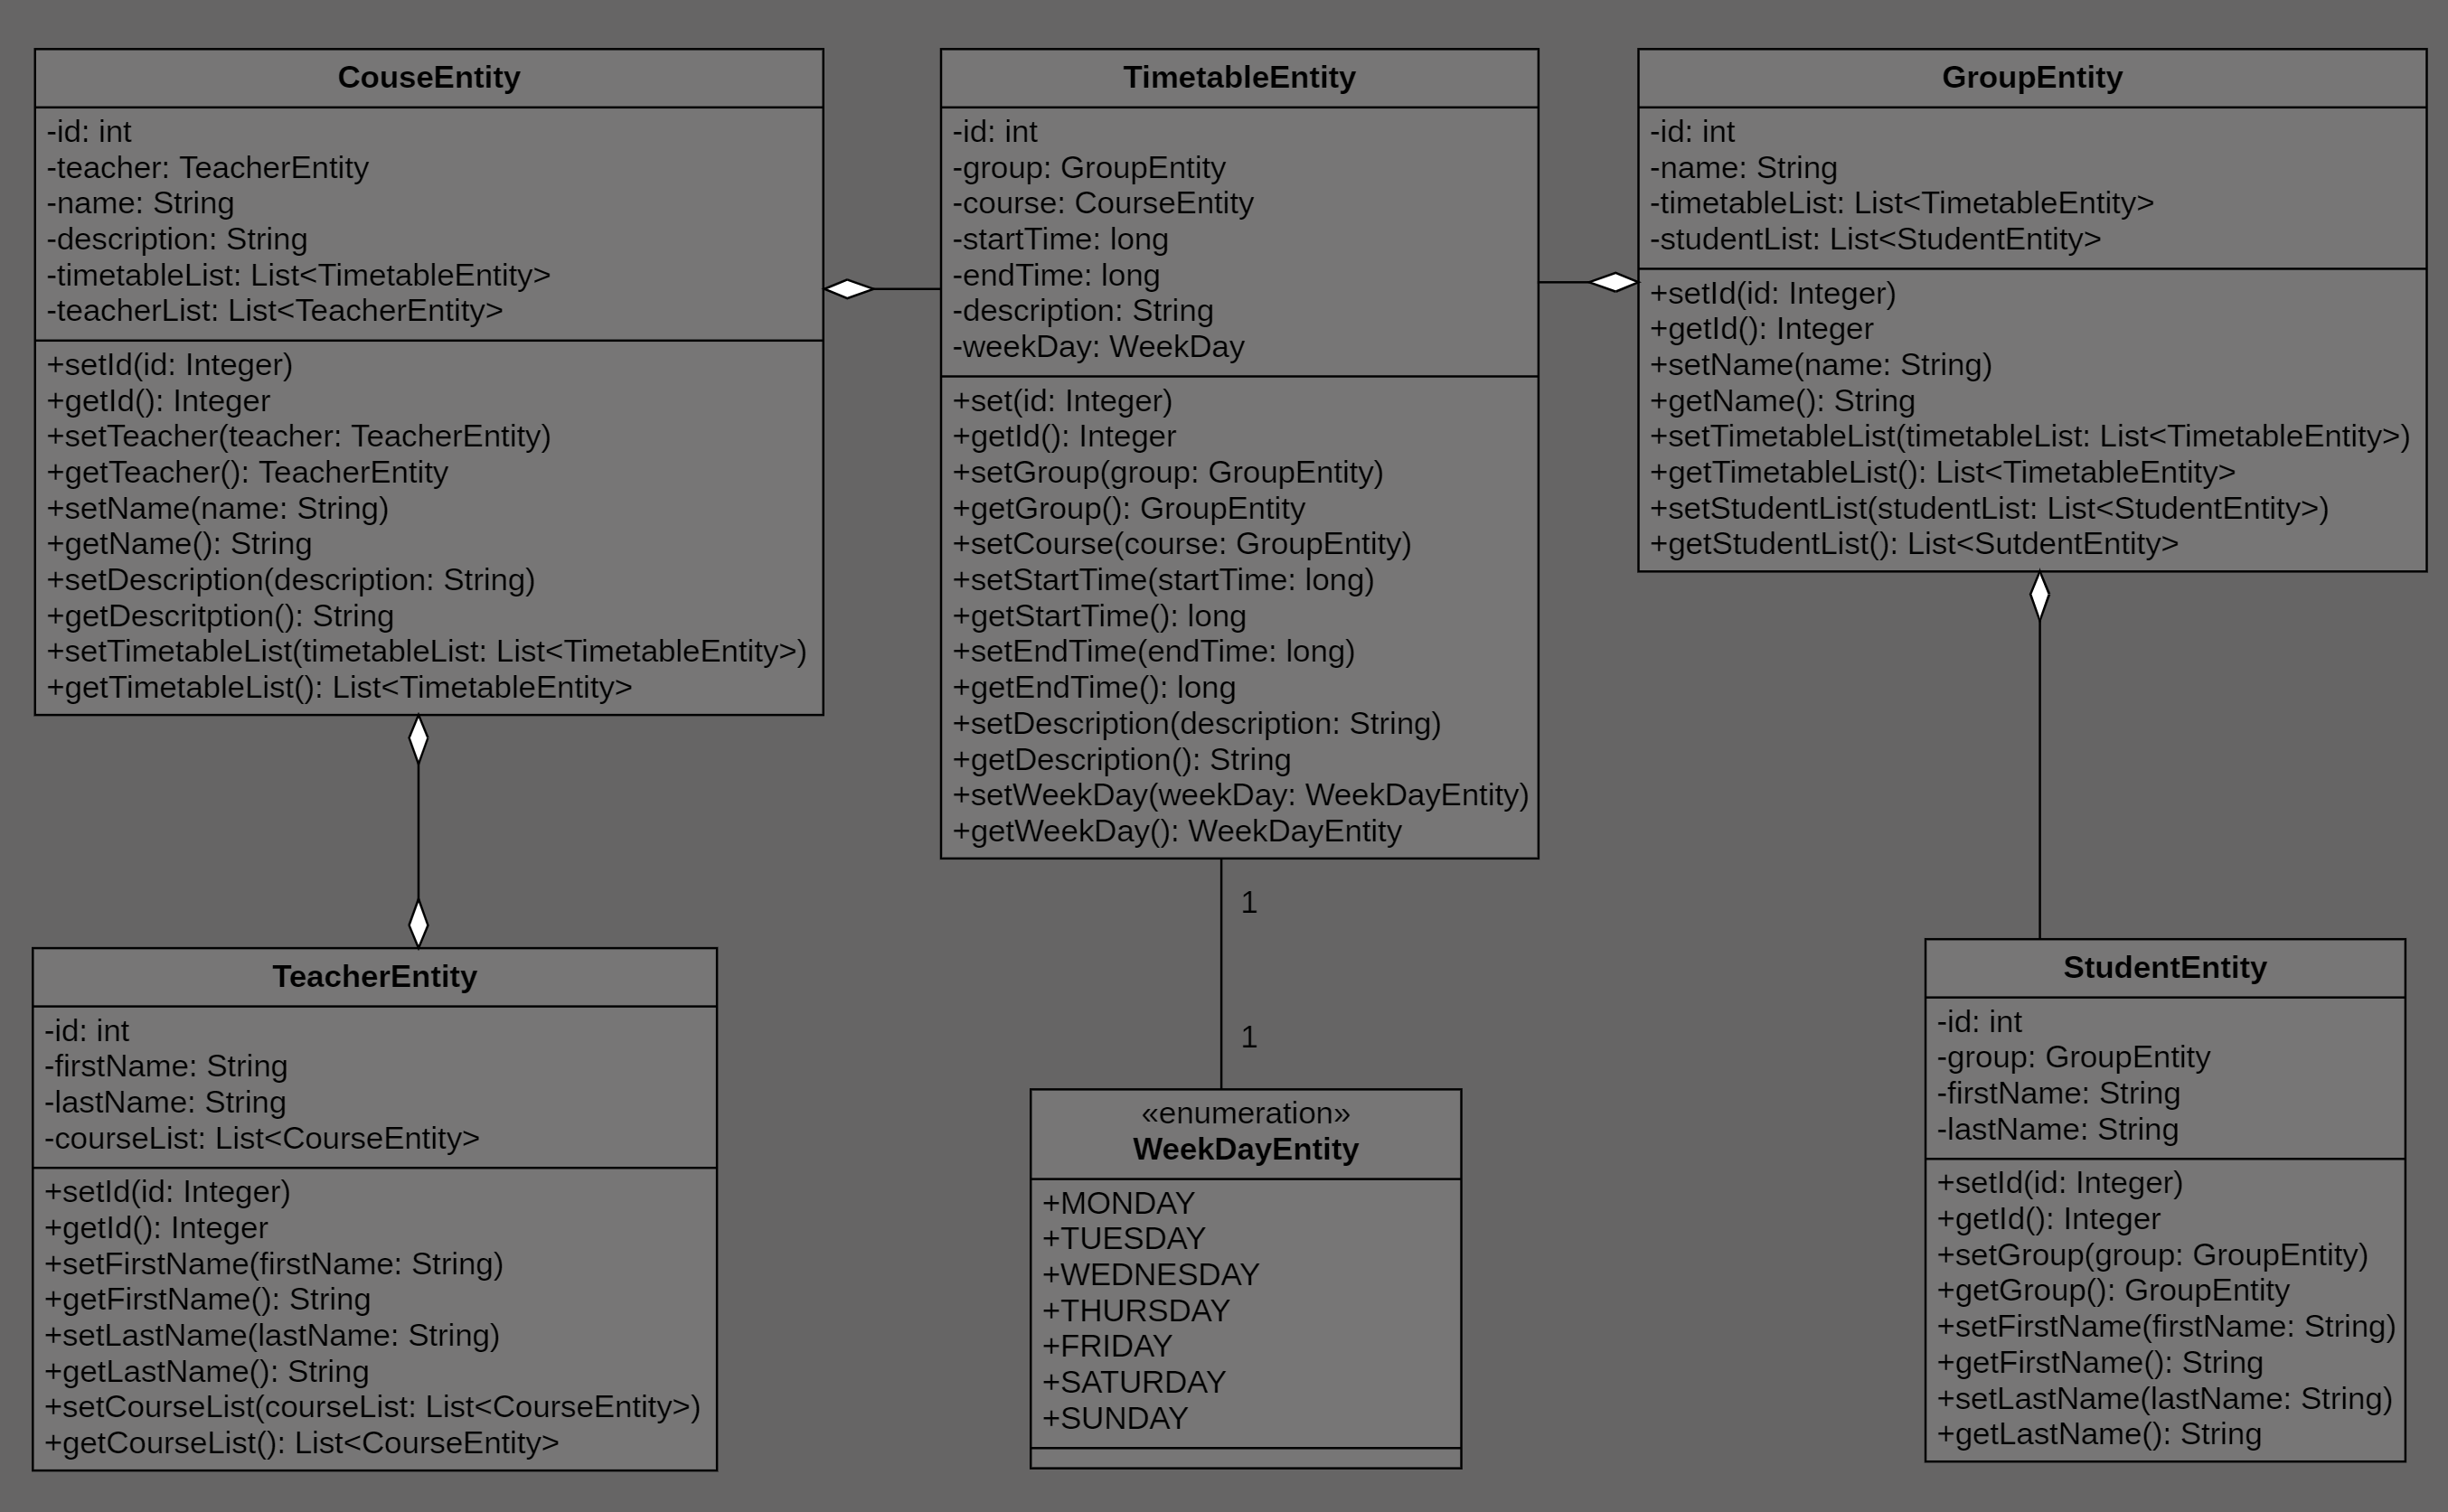 CouseEntity
-id: int
-teacher: TeacherEntity
-name: String
-description: String
-timetableList: List<TimetableEntity>
-teacherList: List<TeacherEntity>
+setId(id: Integer)
+getId(): Integer
+setTeacher(teacher: TeacherEntity)
+getTeacher(): TeacherEntity
+setName(name: String)
+getName(): String
+setDescription(description: String)
+getDescritption(): String
+setTimetableList(timetableList: List<TimetableEntity>)
+getTimetableList(): List<TimetableEntity>
TimetableEntity
-id: int
-group: GroupEntity
-course: CourseEntity
-startTime: long
-endTime: long
-description: String
-weekDay: WeekDay
+set(id: Integer)
+getId(): Integer
+setGroup(group: GroupEntity)
+getGroup(): GroupEntity
+setCourse(course: GroupEntity)
+setStartTime(startTime: long)
+getStartTime(): long
+setEndTime(endTime: long)
+getEndTime(): long
+setDescription(description: String)
+getDescription(): String
+setWeekDay(weekDay: WeekDayEntity)
+getWeekDay(): WeekDayEntity
GroupEntity
-id: int
-name: String
-timetableList: List<TimetableEntity>
-studentList: List<StudentEntity>
+setId(id: Integer)
+getId(): Integer
+setName(name: String)
+getName(): String
+setTimetableList(timetableList: List<TimetableEntity>)
+getTimetableList(): List<TimetableEntity>
+setStudentList(studentList: List<StudentEntity>)
+getStudentList(): List<SutdentEntity>
1
1
TeacherEntity
-id: int
-firstName: String
-lastName: String
-courseList: List<CourseEntity>
+setId(id: Integer)
+getId(): Integer
+setFirstName(firstName: String)
+getFirstName(): String
+setLastName(lastName: String)
+getLastName(): String
+setCourseList(courseList: List<CourseEntity>)
+getCourseList(): List<CourseEntity>
«enumeration»
WeekDayEntity
+MONDAY
+TUESDAY
+WEDNESDAY
+THURSDAY
+FRIDAY
+SATURDAY
+SUNDAY
StudentEntity
-id: int
-group: GroupEntity
-firstName: String
-lastName: String
+setId(id: Integer)
+getId(): Integer
+setGroup(group: GroupEntity)
+getGroup(): GroupEntity
+setFirstName(firstName: String)
+getFirstName(): String
+setLastName(lastName: String)
+getLastName(): String